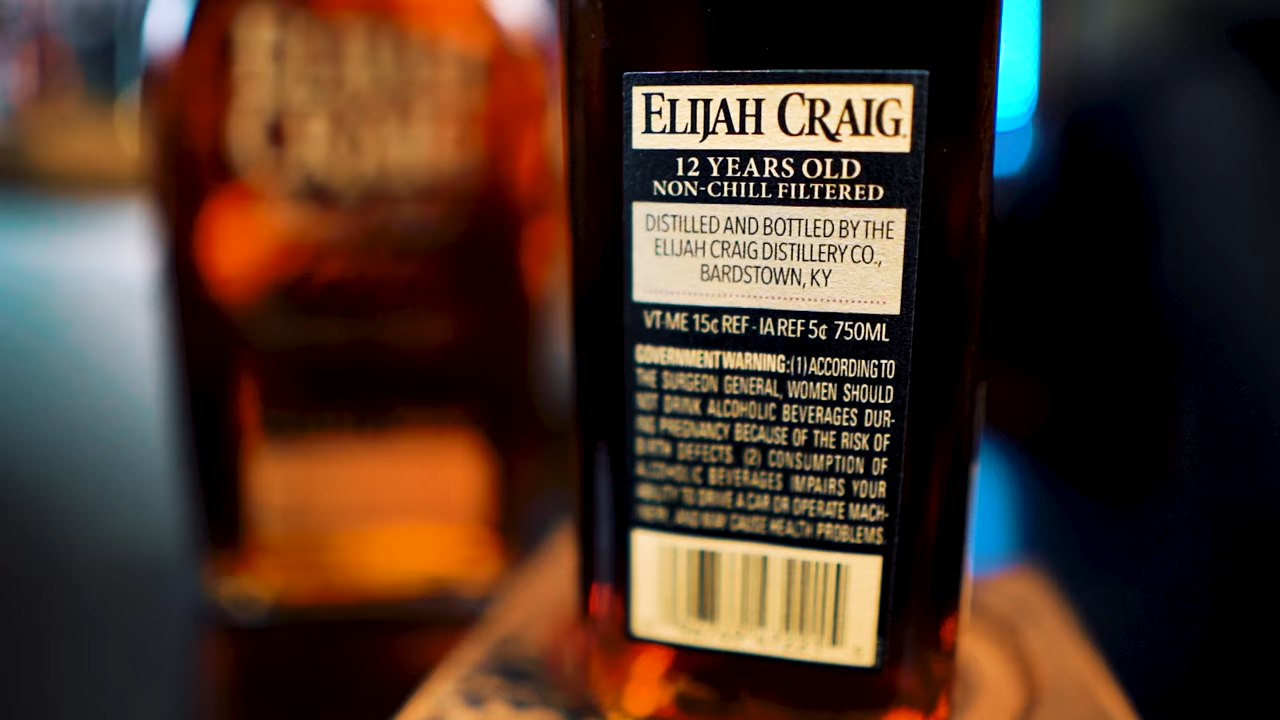 ELIJAH CRAIG
12 YEARS OLD
NON-CHILL FILTERED
DISTILLED AND BOTTLED BY THE
ELIJAH CRAIG DISTILLERY CO.,
BARDSTOWN, KY
VT-ME 15¢ REF - IA REF 5¢ 750ML
GOVERNMENT WARNING: (1) ACCORDING TO
THE SURGEON GENERAL, WOMEN SHOULD
NOT DRINK ALCOHOLIC BEVERAGES DUR-
ING PREGNANCY BECAUSE OF THE RISK OF
BIRTH DEFECTS. (2) CONSUMPTION OF
ALCOHOLIC BEVERAGES IMPAIRS YOUR
ABILITY TO DRIVE A CAR OR OPERATE MACH-
INERY, AND MAY CAUSE HEALTH PROBLEMS.